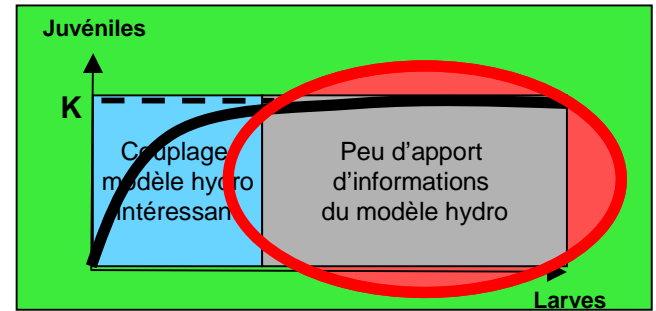 Juvéniles
K
Couplage
modèle hydro
intéressan
Peu d'apport
d'informations
du modèle hydro
Larves